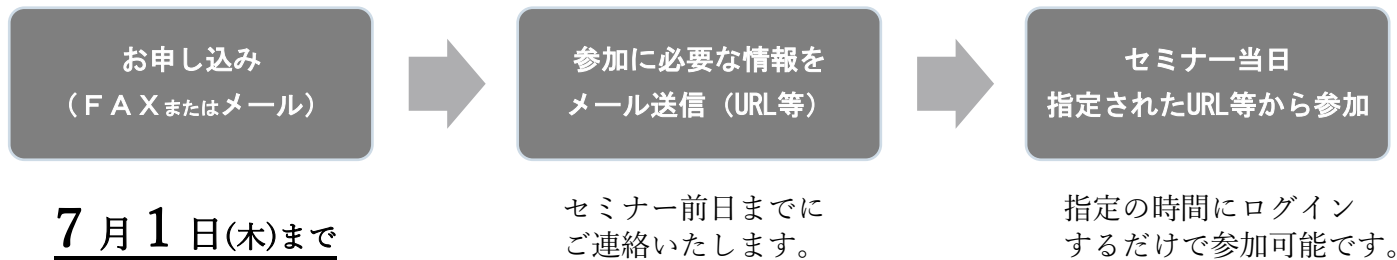 お申し込み
（ＦＡＸまたはメール）
７月１日(木)まで
参加に必要な情報を
メール送信（URL等）
セミナー前日までに
ご連絡いたします。
セミナー当日
指定されたURL等から参加
指定の時間にログイン
するだけで参加可能です。